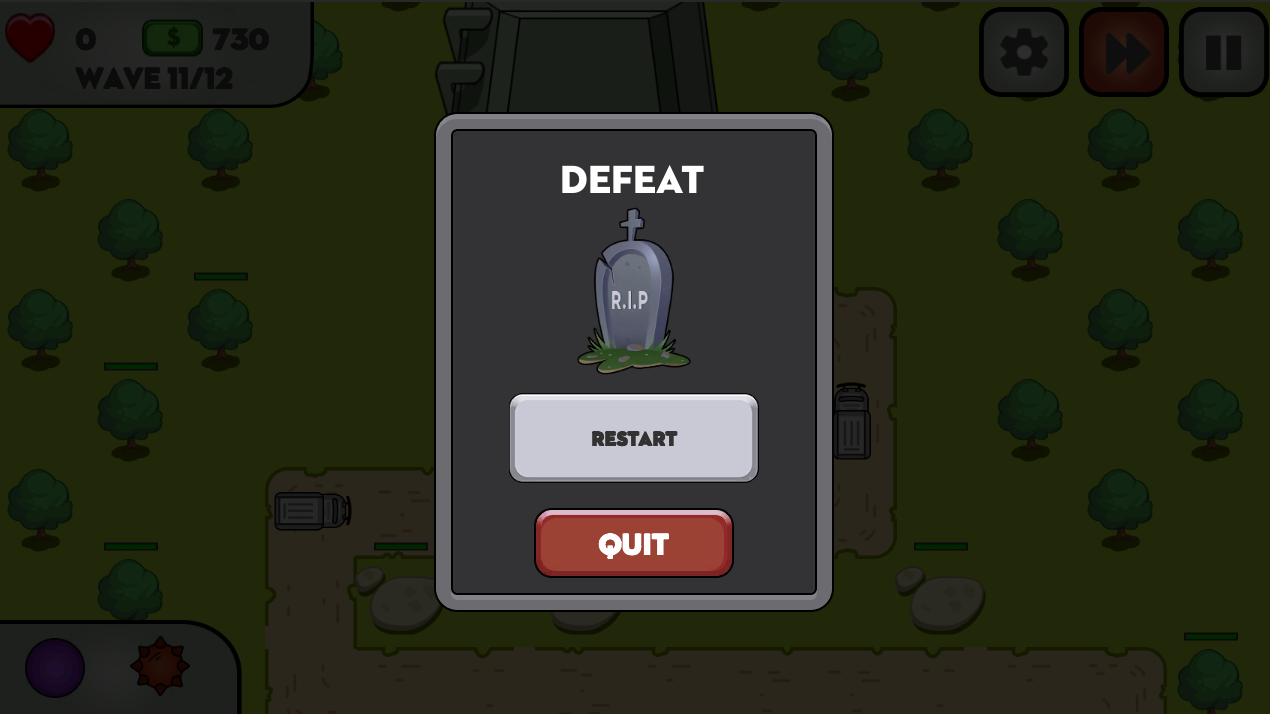 0 $ 730
WAVE 11/12
DEFEAT
R.I.P
RESTART
QUIT